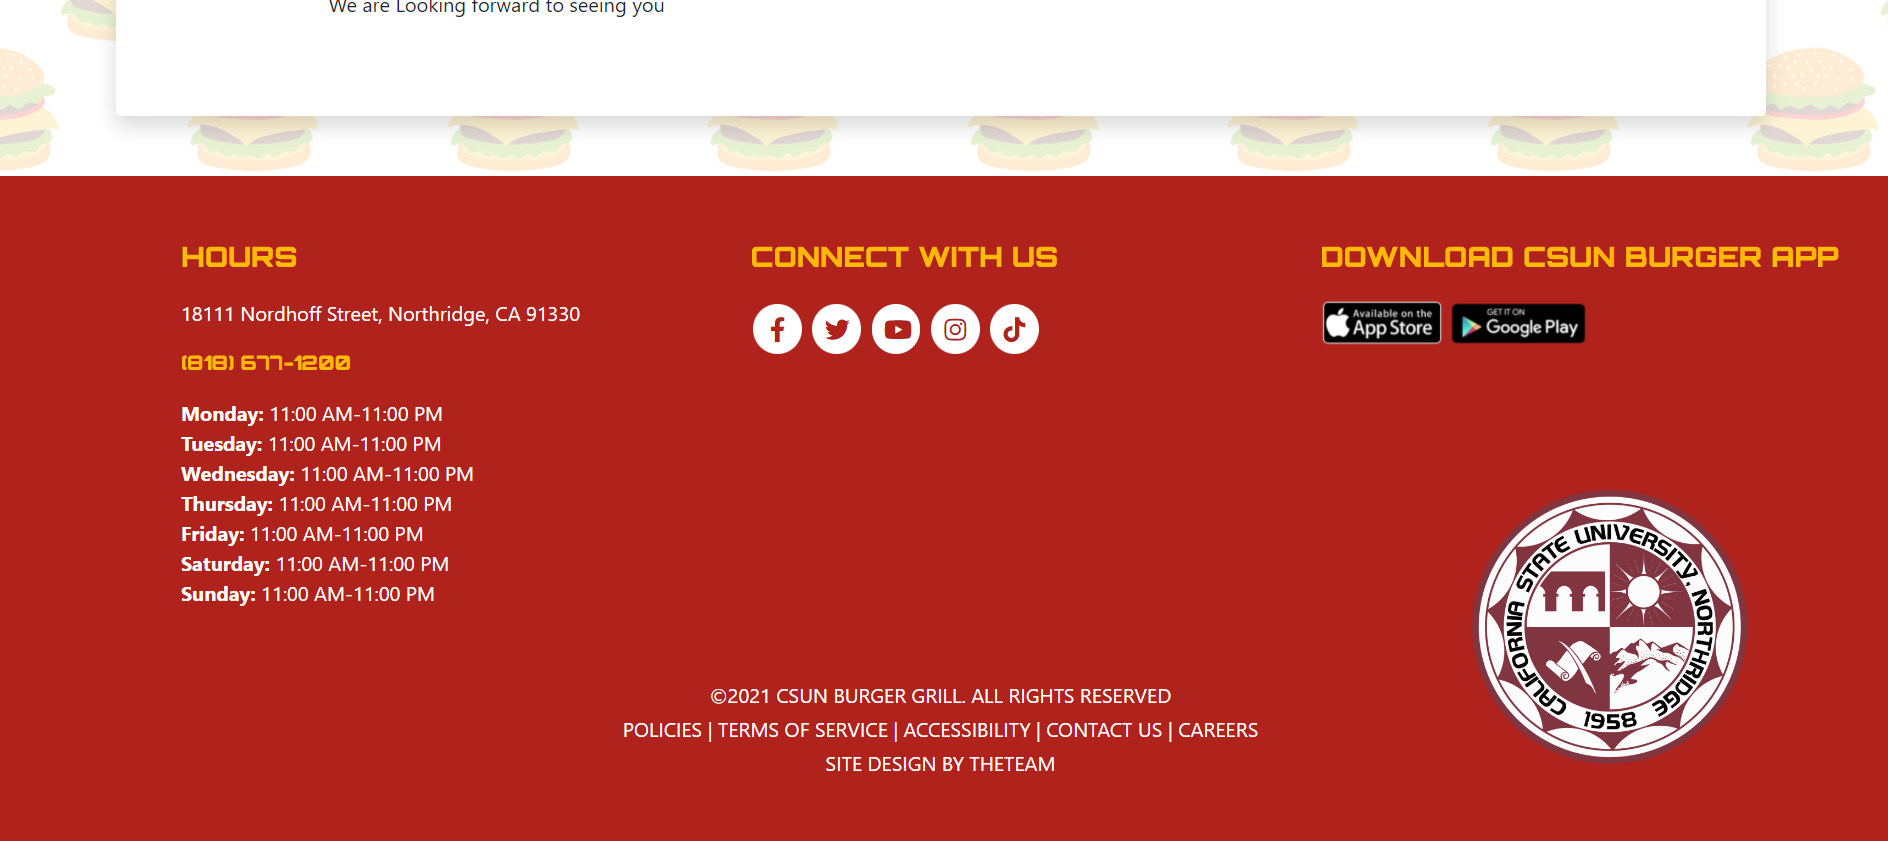 We are Looking forward to seeing you
HOURS
18111 Nordhoff Street, Northridge, CA 91330
(818) 677-1200
Monday: 11:00 AM-11:00 PM
Tuesday: 11:00 AM-11:00 PM
Wednesday: 11:00 AM-11:00 PM
Thursday: 11:00 AM-11:00 PM
Friday: 11:00 AM-11:00 PM
Saturday: 11:00 AM-11:00 PM
Sunday: 11:00 AM-11:00 PM
CONNECT WITH US
DOWNLOAD CSUN BURGER APP
Available on the
App Store
GET IT ON
Google Play
CALIFORNIA STATE UNIVERSITY, NORTHRIDGE
1958
©2021 CSUN BURGER GRILL. ALL RIGHTS RESERVED
POLICIES | TERMS OF SERVICE | ACCESSIBILITY | CONTACT US | CAREERS
SITE DESIGN BY THETEAM